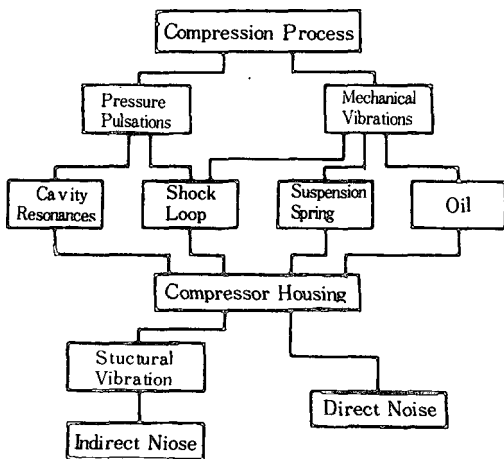 Compression Process
Pressure
Pulsations
Mechanical
Vibrations
Cavity
Resonances
Shock
Loop
Suspension
Spring
Oil
Compressor Housing
Stuctural
Vibration
Direct Noise
Indirect Niose